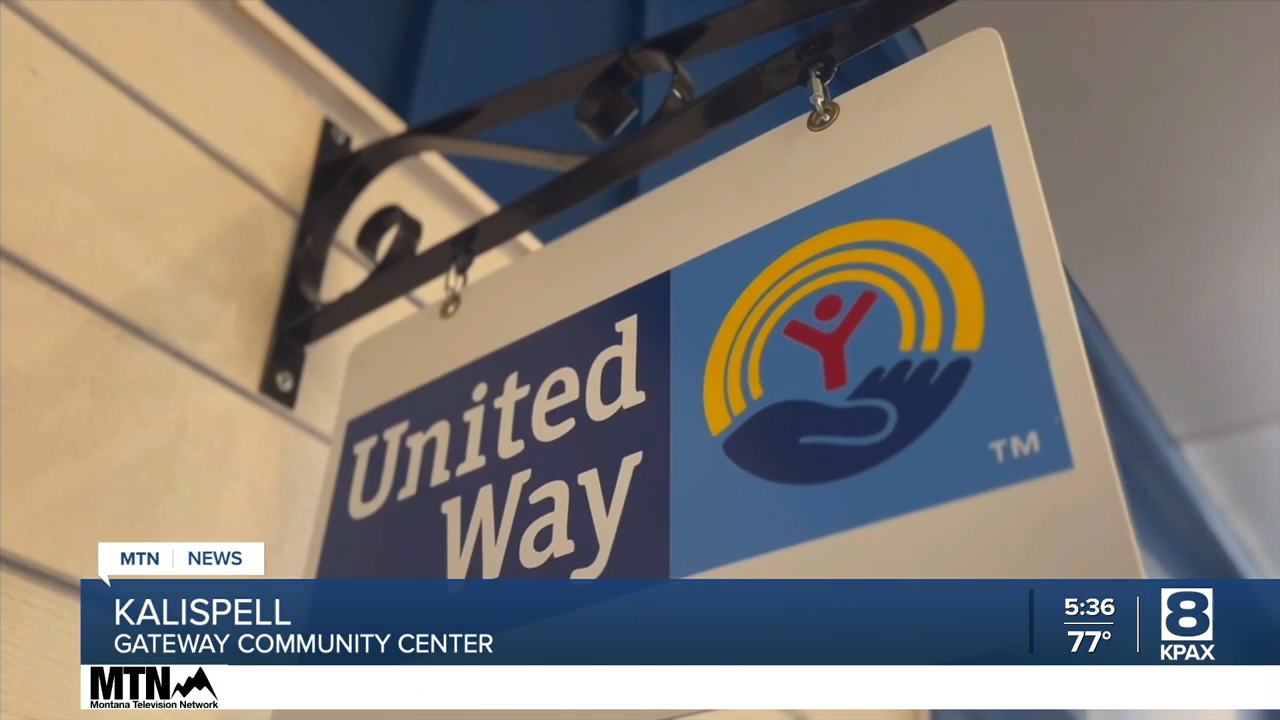 United
Way
TM
MTN NEWS
KALISPELL
GATEWAY COMMUNITY CENTER
5:36
77°
8
KPAX
MTN
Montana Television Network